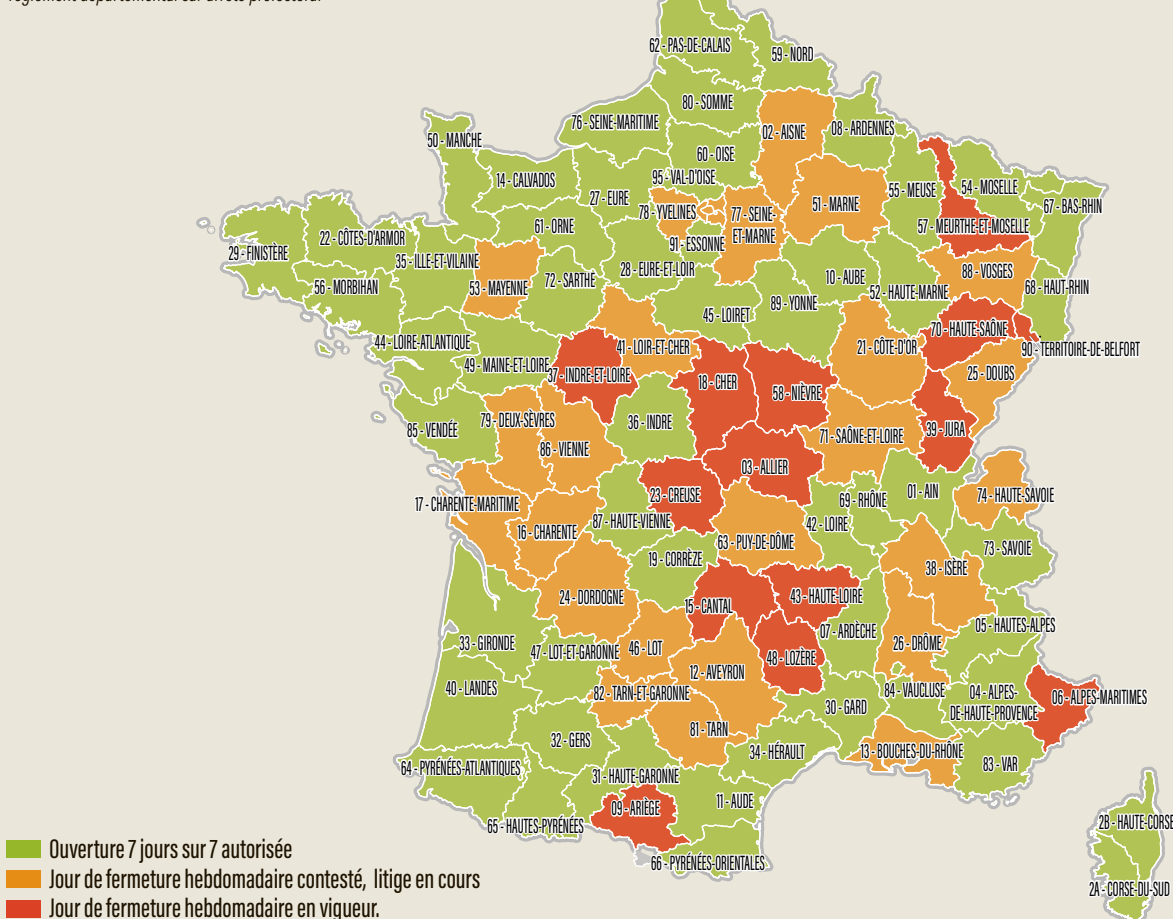 62 - PAS-DE-CALAIS
59 - NORD
80 - SOMME
76 - SEINE-MARITIME
02 - AISNE
08 - ARDENNES
50 - MANCHE
60 - OISE
95 - VAL-D'OISE
14 - CALVADOS
27 - EURE
55 - MEUSE
54 - MOSELLE
67 - BAS-RHIN
78 - YVELINES
77 - SEINE-
ET-MARNE
51 - MARNE
57 - MEURTHE-ET-MOSELLE
61 - ORNE
91 - ESSONNE
22 - CÔTES-D'ARMOR
29 - FINISTÈRE
35 - ILLE-ET-VILAINE
28 - EURE-ET-LOIR
88 - VOSGES
10 - AUBE
72 - SARTHE
53 - MAYENNE
56 - MORBIHAN
52 - HAUTE-MARNE
68 - HAUT-RHIN
89 - YONNE
45 - LOIRET
70 - HAUTE-SAÔNE
44 - LOIRE-ATLANTIQUE
41 - LOIR-ET-CHER
21 - CÔTE-D'OR
90 - TERRITOIRE-DE-BELFORT
49 - MAINE-ET-LOIRE
37 - INDRE-ET-LOIRE
18 - CHER
58 - NIÈVRE
25 - DOUBS
79 - DEUX-SÈVRES
36 - INDRE
85 - VENDÉE
86 - VIENNE
71 - SAÔNE-ET-LOIRE
39 - JURA
03 - ALLIER
23 - CREUSE
69 - RHÔNE
01 - AIN
74 - HAUTE-SAVOIE
17 - CHARENTE-MARITIME
16 - CHARENTE
87 - HAUTE-VIENNE
42 - LOIRE
63 - PUY-DE-DÔME
73 - SAVOIE
19 - CORRÈZE
38 - ISÈRE
24 - DORDOGNE
15 - CANTAL
43 - HAUTE-LOIRE
05 - HAUTES-ALPES
07 - ARDÈCHE
33 - GIRONDE
47 - LOT-ET-GARONNE
46 - LOT
26 - DRÔME
48 - LOZÈRE
12 - AVEYRON
40 - LANDES
82 - TARN-ET-GARONNE
84 - VAUCLUSE
04 - ALPES-
DE-HAUTE-PROVENCE
06 - ALPES-MARITIMES
30 - GARD
81 - TARN
32 - GERS
34 - HÉRAULT
13 - BOUCHES-DU-RHÔNE
83 - VAR
64 - PYRÉNÉES-ATLANTIQUES
31 - HAUTE-GARONNE
09 - ARIÈGE
11 - AUDE
65 - HAUTES-PYRÉNÉES
66 - PYRÉNÉES-ORIENTALES
2B - HAUTE-CORSE
2A - CORSE-DU-SUD
Ouverture 7 jours sur 7 autorisée
Jour de fermeture hebdomadaire contesté, litige en cours
Jour de fermeture hebdomadaire en vigueur.